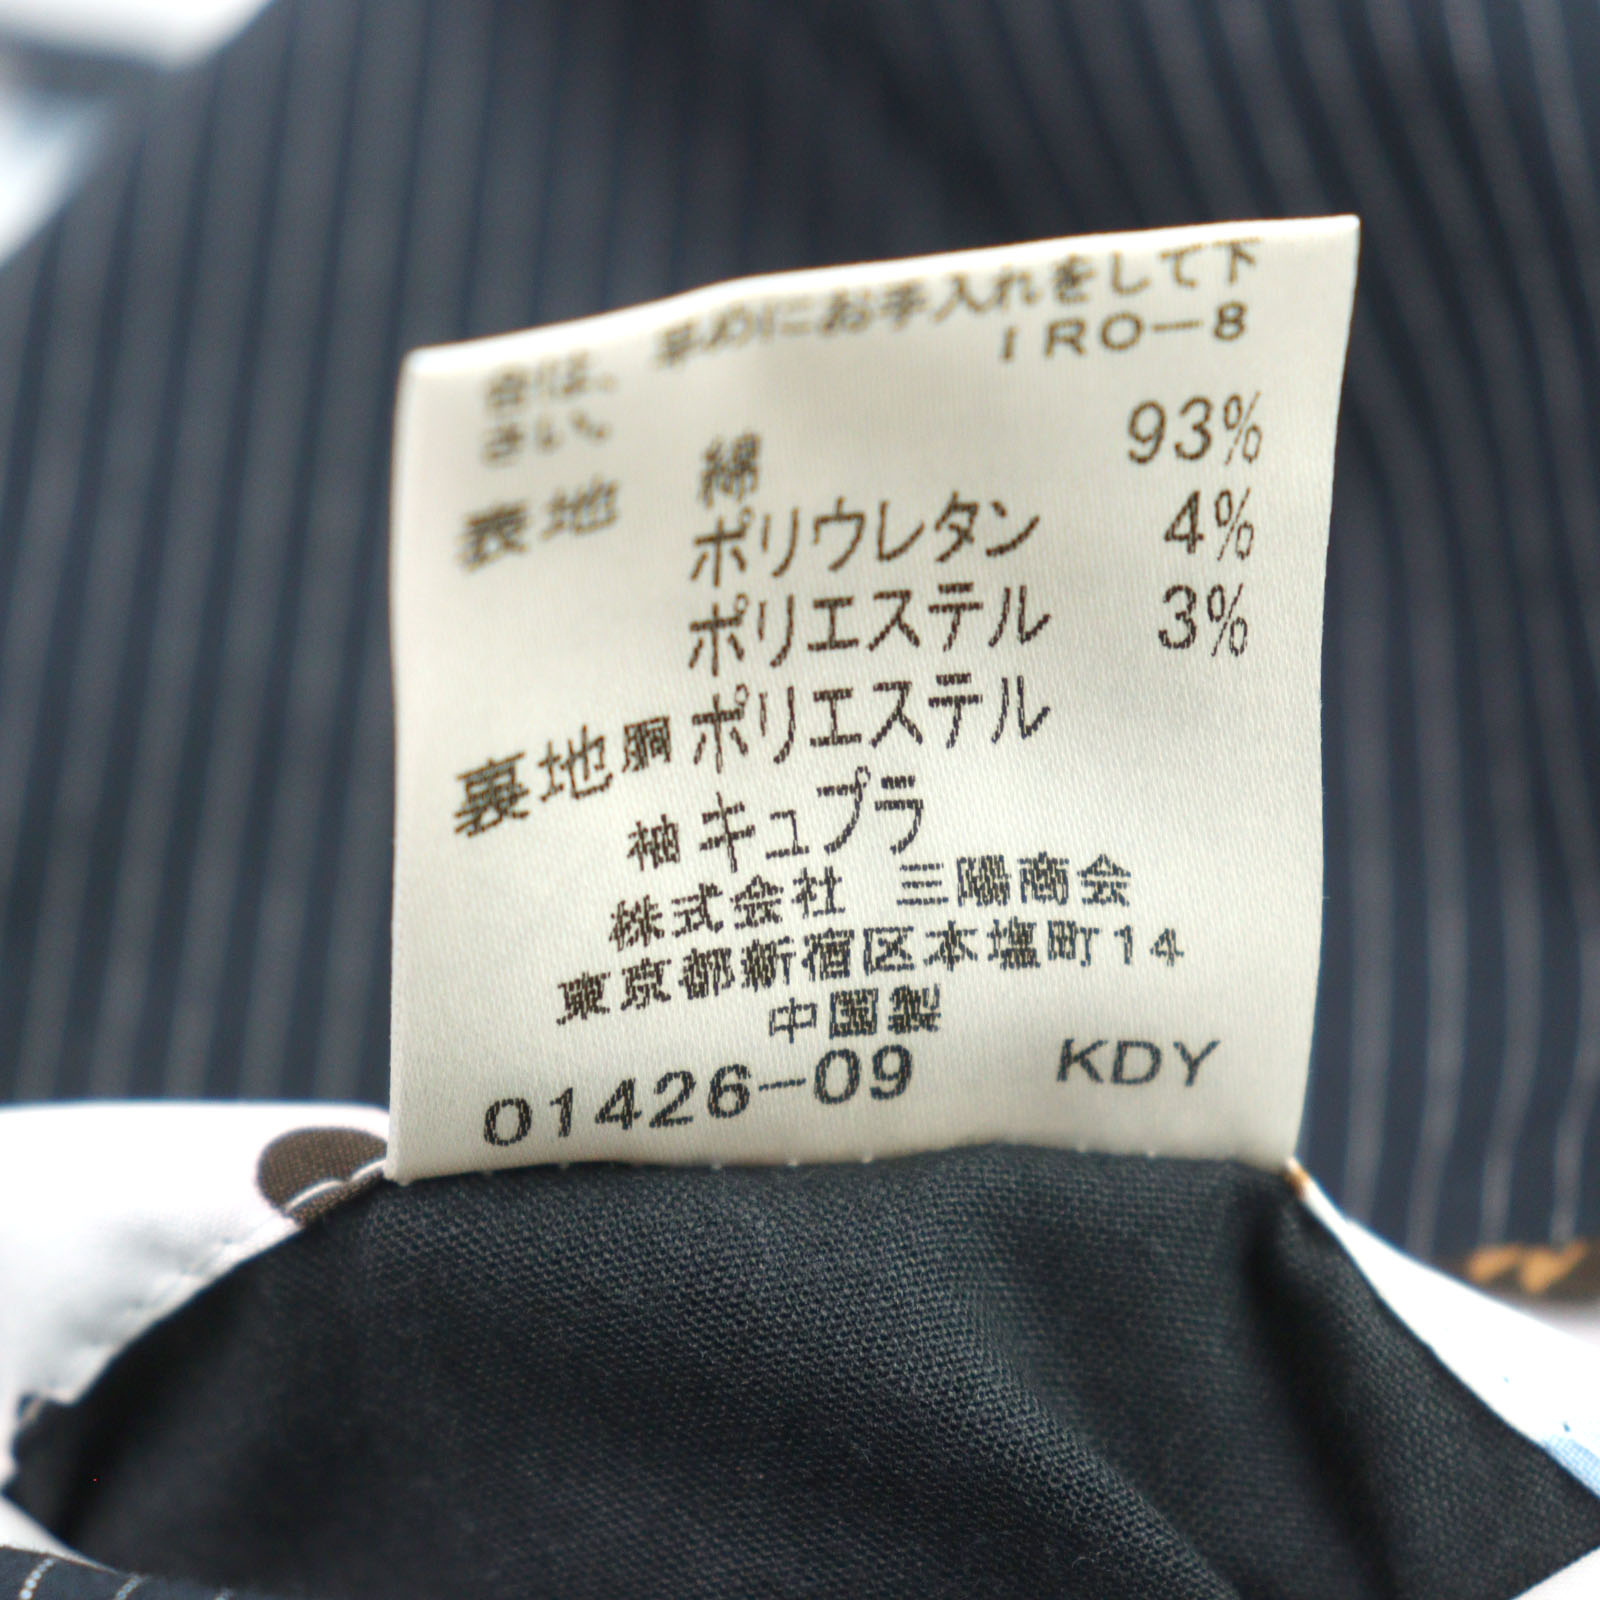 合は、早めにお手入れをして下
さい。
IRO-8
表地 綿 93%
ポリウレタン 4%
ポリエステル 3%
裏地 胴 ポリエステル
袖 キュプラ
株式会社 三陽商会
東京都新宿区本塩町14
中国製
01426-09 KDY